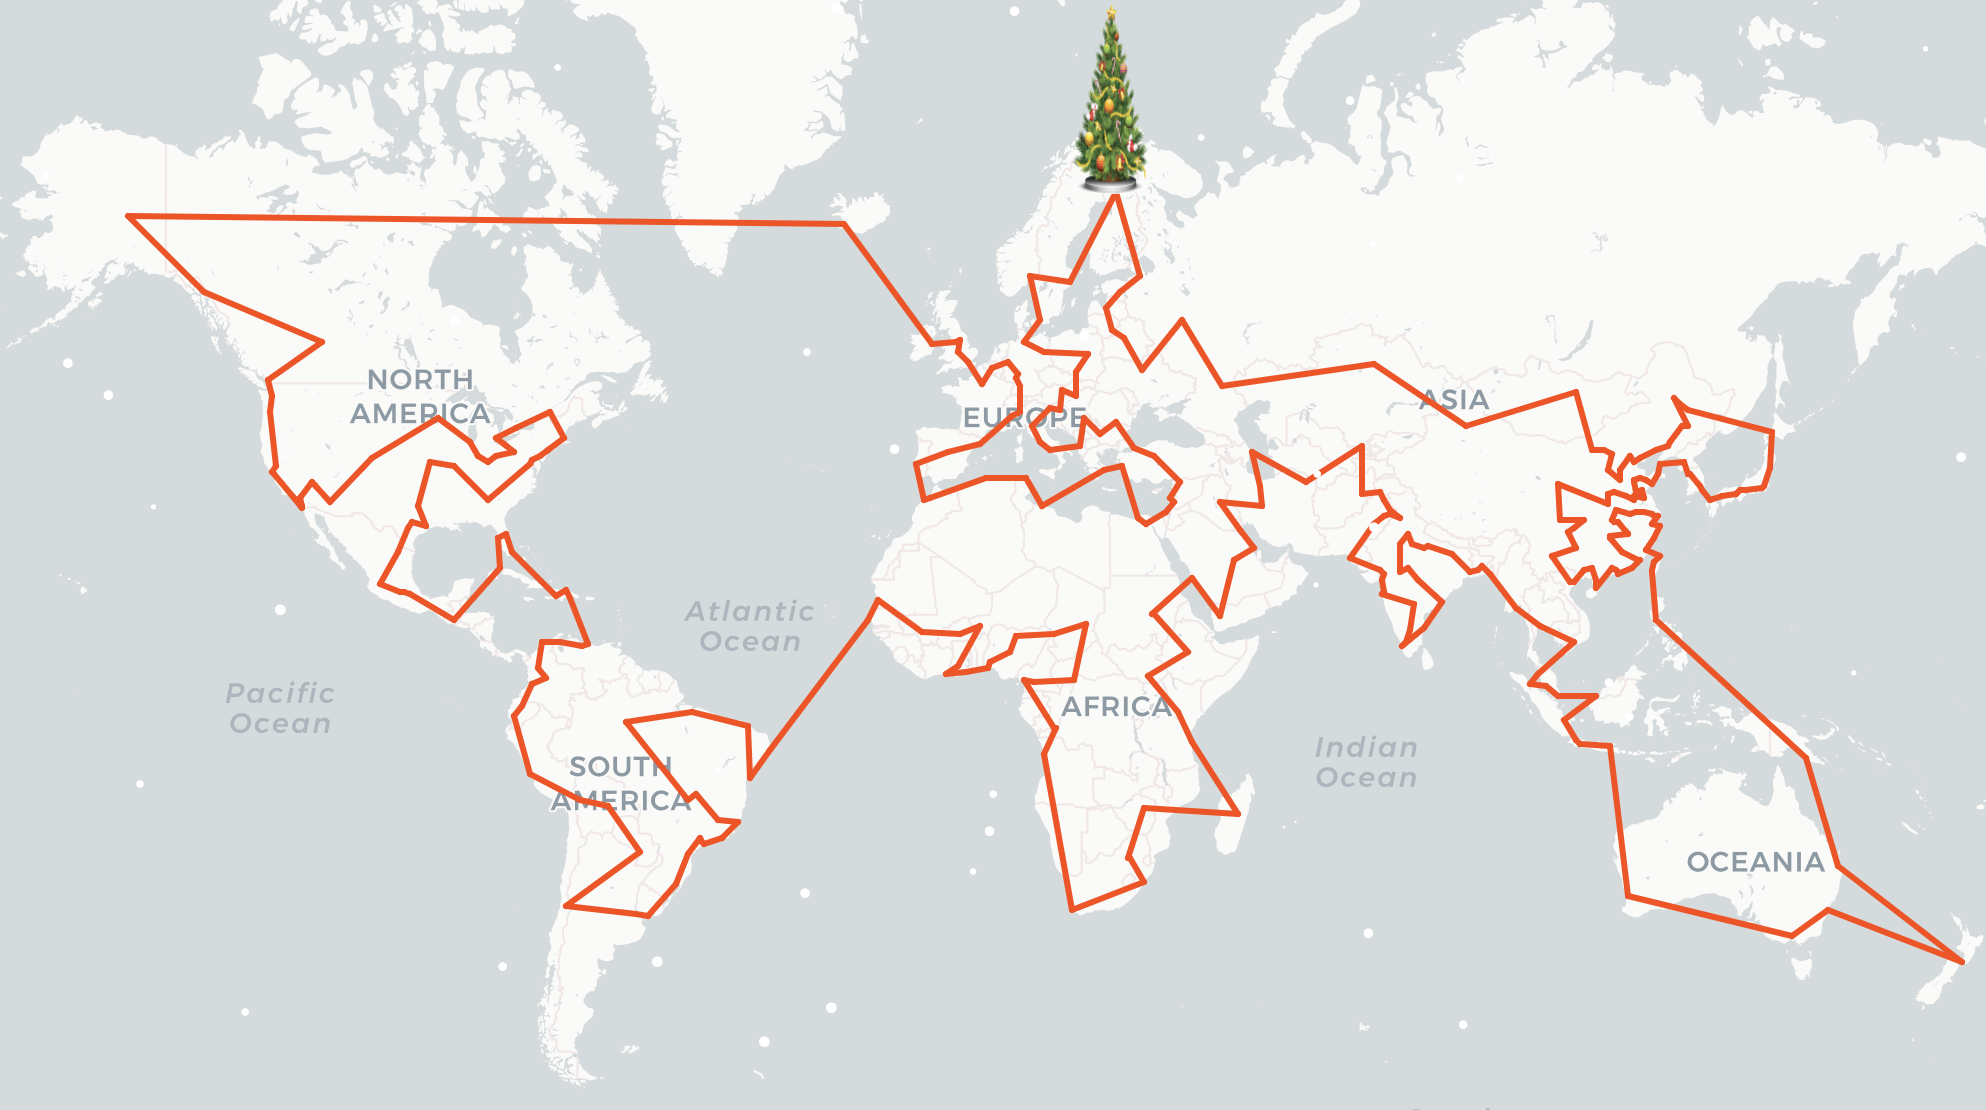 NORTH
AMERICA
EUROPE
ASIA
Atlantic
Ocean
Pacific
Ocean
AFRICA
SOUTH
AMERICA
Indian
Ocean
OCEANIA